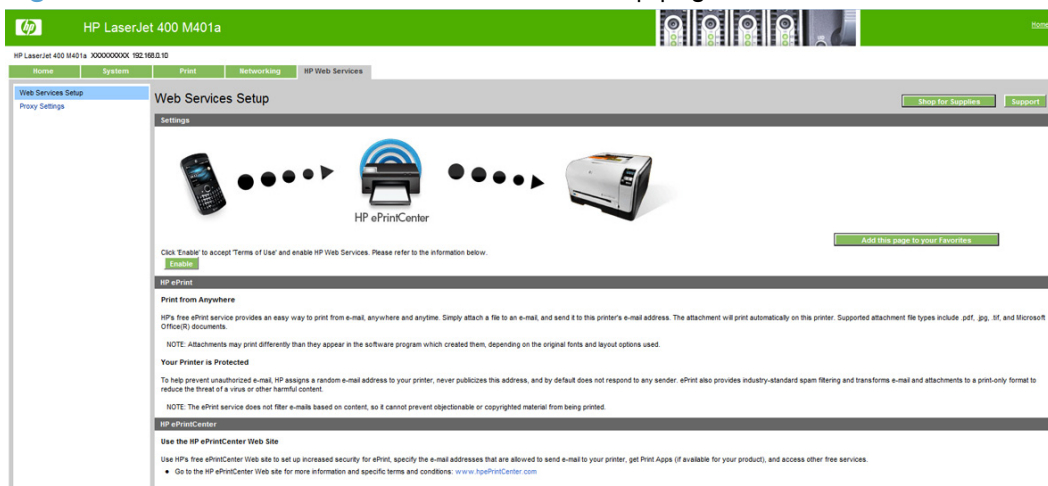 hp
HP LaserJet 400 M401a
Home
HP LaserJet 400 M401a XXXXXXXXX 192.168.0.10
Home System Print Networking HP Web Services
Web Services Setup
Proxy Settings
Web Services Setup
Shop for Supplies Support
Settings
HP ePrintCenter
Add this page to your Favorites
Click 'Enable' to accept 'Terms of Use' and enable HP Web Services. Please refer to the information below.
Enable
HP ePrint
Print from Anywhere
HP's free ePrint service provides an easy way to print from e-mail, anywhere and anytime. Simply attach a file to an e-mail, and send it to this printer's e-mail address. The attachment will print automatically on this printer. Supported attachment file types include .pdf, .jpg, .tif, and Microsoft
Office(R) documents.
NOTE: Attachments may print differently than they appear in the software program which created them, depending on the original fonts and layout options used.
Your Printer is Protected
To help prevent unauthorized e-mail, HP assigns a random e-mail address to your printer, never publicizes this address, and by default does not respond to any sender. ePrint also provides industry-standard spam filtering and transforms e-mail and attachments to a print-only format to
reduce the threat of a virus or other harmful content.
NOTE: The ePrint service does not filter e-mails based on content, so it cannot prevent objectionable or copyrighted material from being printed.
HP ePrintCenter
Use the HP ePrintCenter Web Site
Use HP's free ePrintCenter Web site to set up increased security for ePrint, specify the e-mail addresses that are allowed to send e-mail to your printer, get Print Apps (if available for your product), and access other free services.
• Go to the HP ePrintCenter Web site for more information and specific terms and conditions: www.hpePrintCenter.com